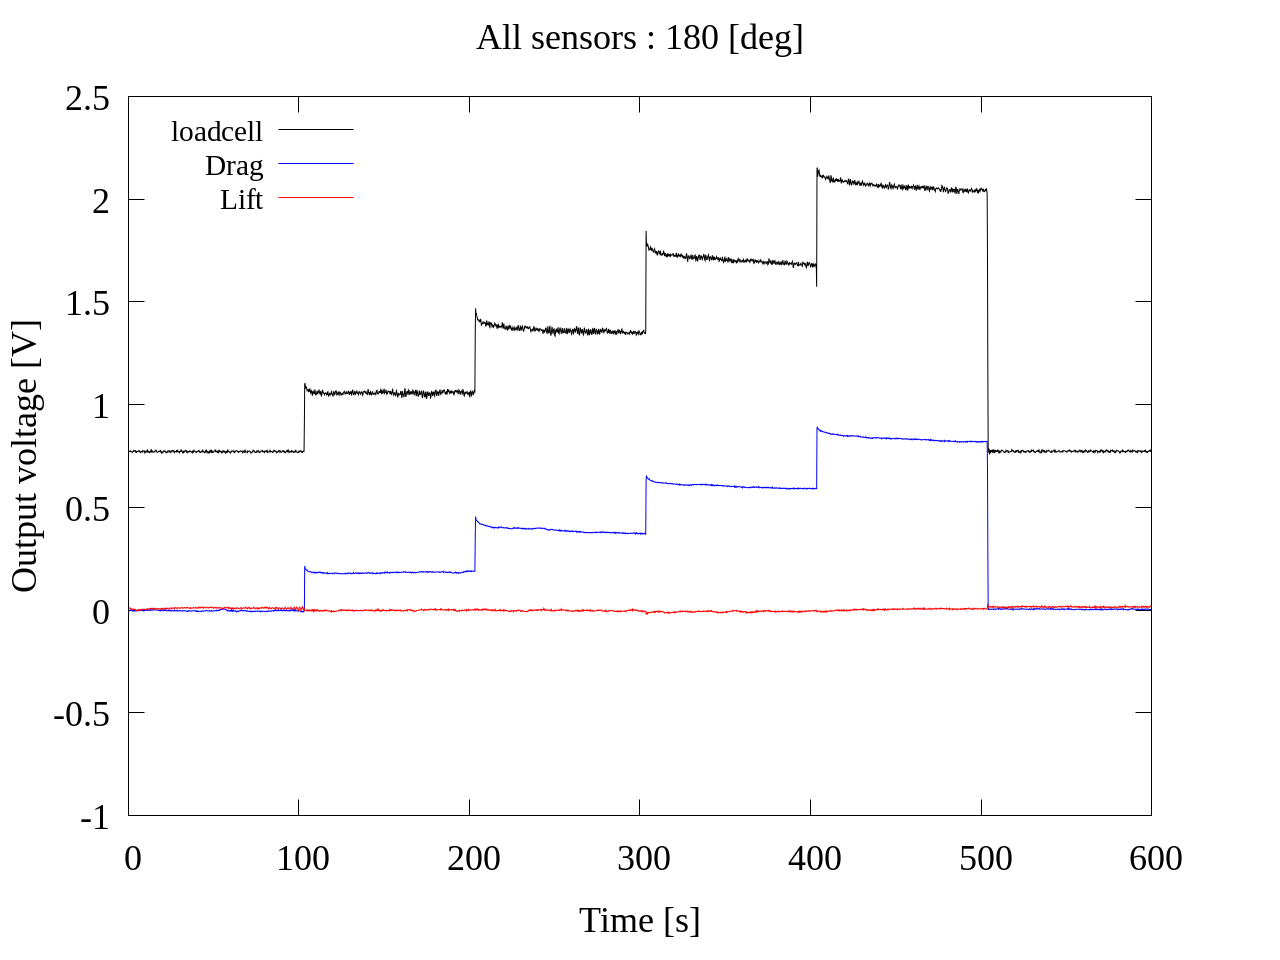 All sensors : 180 [deg]
2.5
2
1.5
1
0.5
0
-0.5
-1
Output voltage [V]
loadcell
Drag
Lift
0 100 200 300 400 500 600
Time [s]